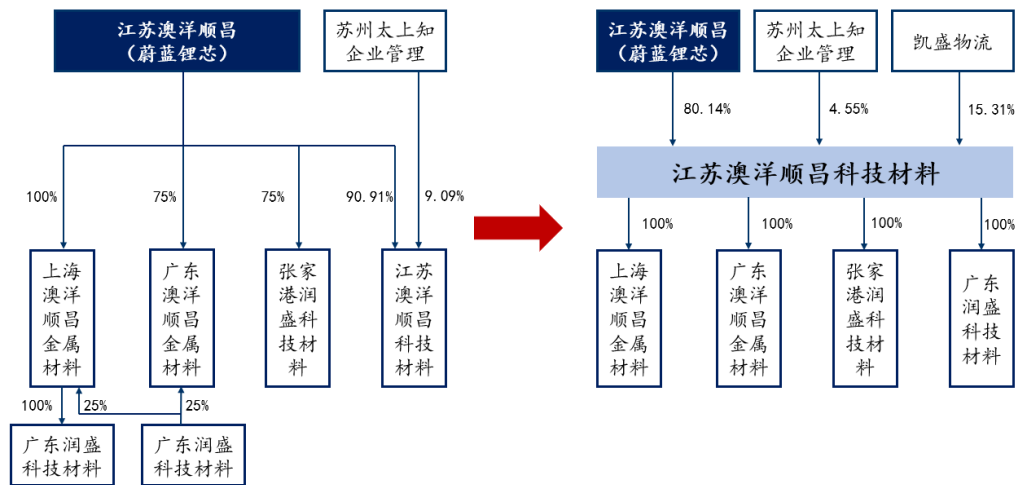 江苏澳洋顺昌
（蔚蓝锂芯）
苏州太上知
企业管理
100%
75%
75%
90.91%
9.09%
上海
澳洋
顺昌
金属
材料
广东
澳洋
顺昌
金属
材料
张家
港润
盛科
技材
料
江苏
澳洋
顺昌
科技
材料
100%
25%
25%
广东润盛
科技材料
广东润盛
科技材料
江苏澳洋顺昌
（蔚蓝锂芯）
苏州太上知
企业管理
凯盛物流
80.14%
4.55%
15.31%
江苏澳洋顺昌科技材料
100%
100%
100%
100%
上海
澳洋
顺昌
金属
材料
广东
澳洋
顺昌
金属
材料
张家
港润
盛科
技材
料
广东
润盛
科技
材料